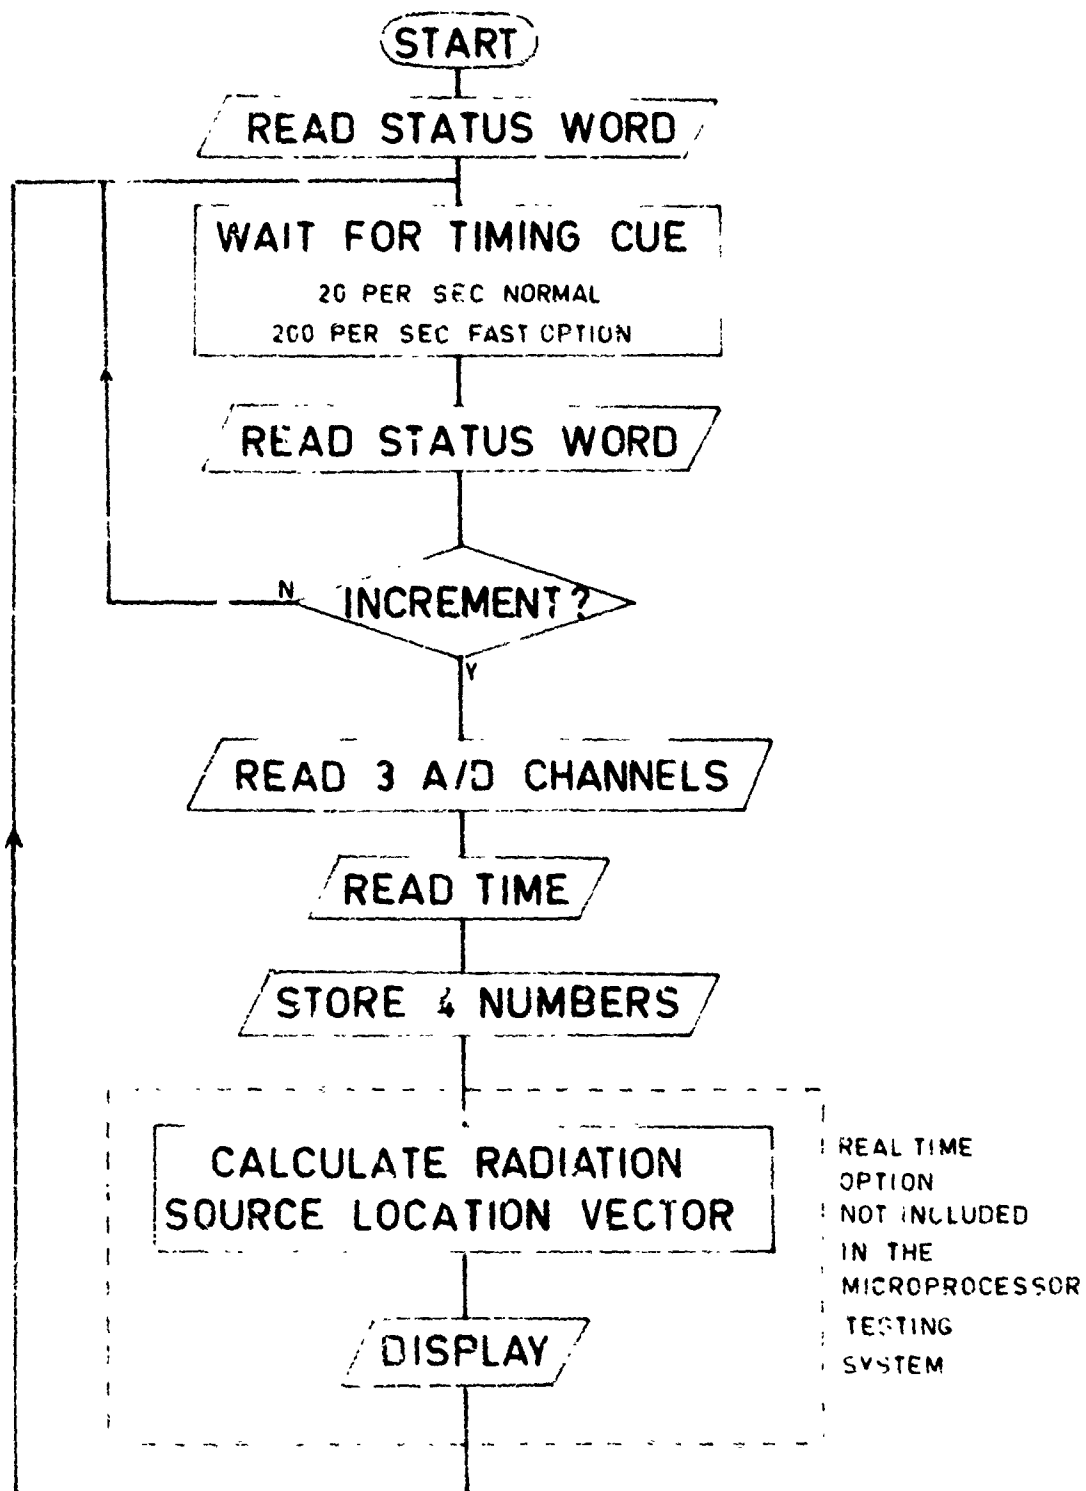 START
READ STATUS WORD
WAIT FOR TIMING CUE
20 PER SEC NORMAL
200 PER SEC FAST OPTION
READ STATUS WORD
N
INCREMENT?
Y
READ 3 A/D CHANNELS
READ TIME
STORE 4 NUMBERS
CALCULATE RADIATION
SOURCE LOCATION VECTOR
DISPLAY
REAL TIME
OPTION
NOT INCLUDED
IN THE
MICROPROCESSOR
TESTING
SYSTEM